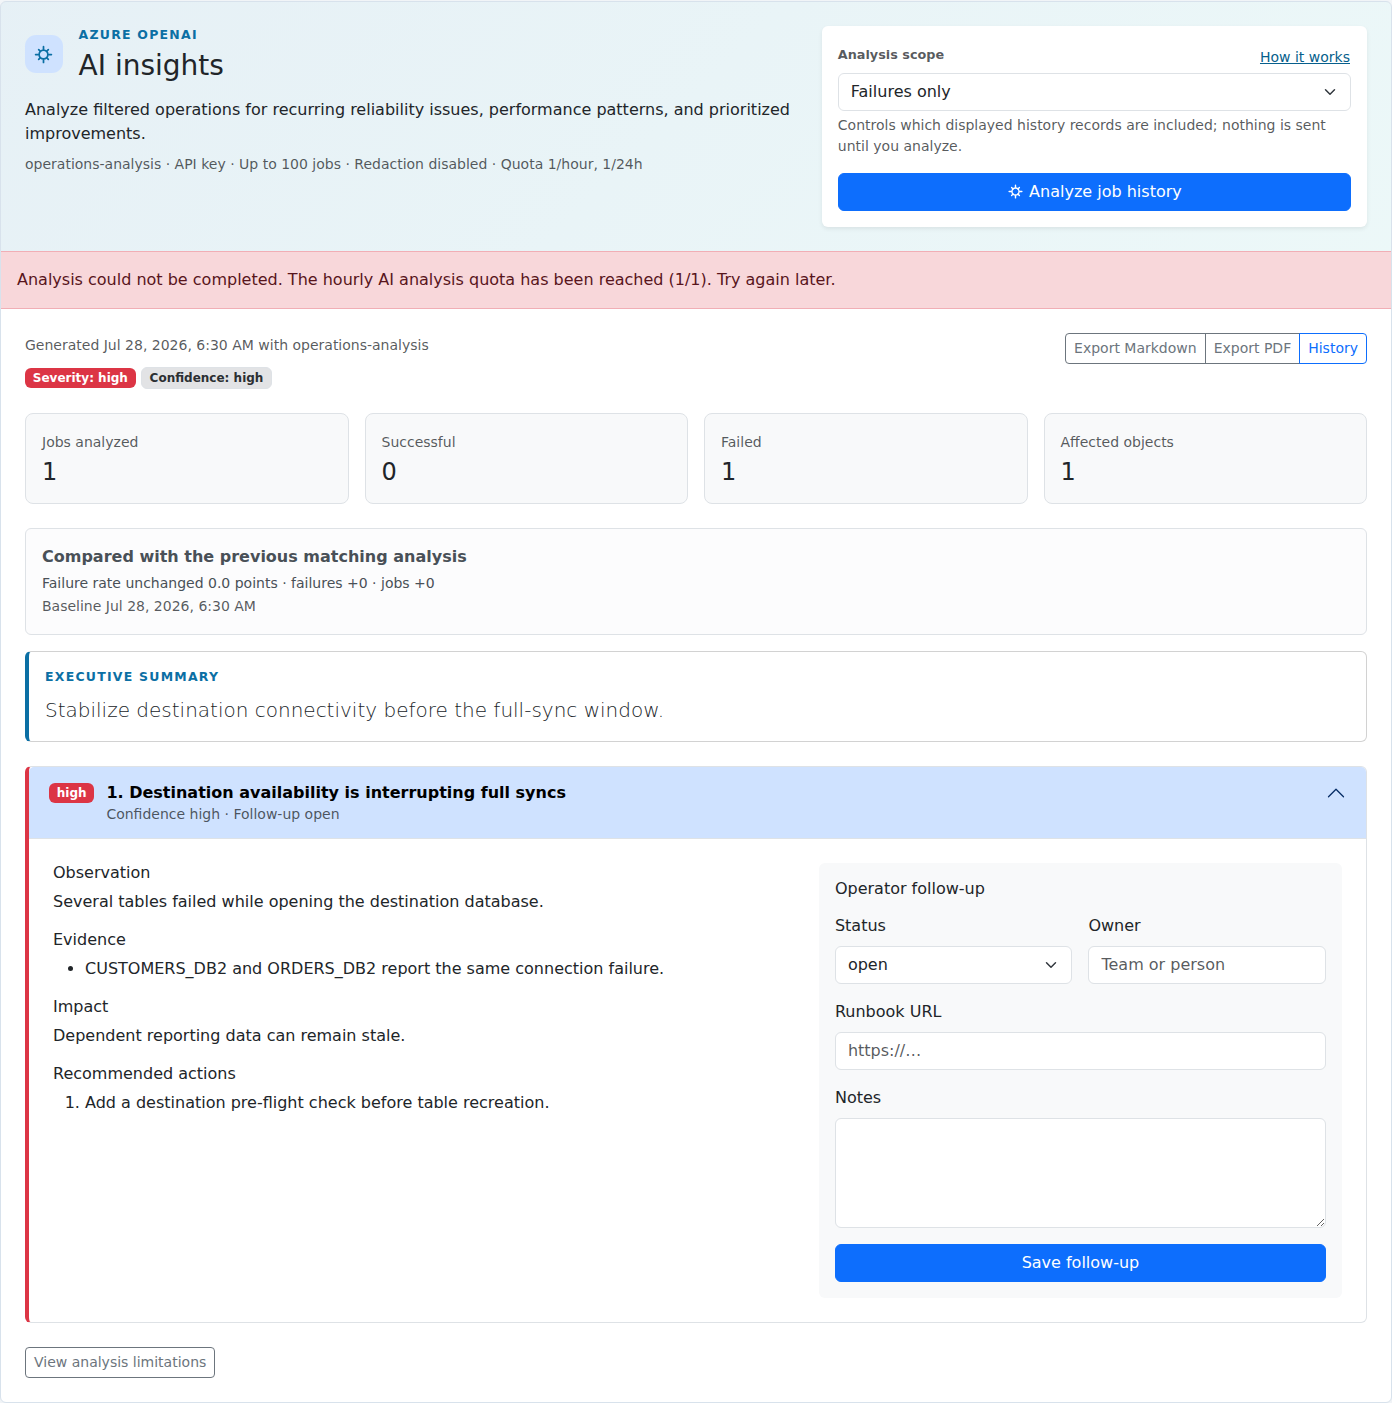 AZURE OPENAI
AI insights
Analyze filtered operations for recurring reliability issues, performance patterns, and prioritized
improvements.
operations-analysis · API key · Up to 100 jobs · Redaction disabled · Quota 1/hour, 1/24h
Analysis scope
How it works
Failures only
Controls which displayed history records are included; nothing is sent
until you analyze.
Analyze job history
Analysis could not be completed. The hourly AI analysis quota has been reached (1/1). Try again later.
Generated Jul 28, 2026, 6:30 AM with operations-analysis
Export Markdown
Export PDF
History
Severity: high
Confidence: high
Jobs analyzed
1
Successful
0
Failed
1
Affected objects
1
Compared with the previous matching analysis
Failure rate unchanged 0.0 points · failures +0 · jobs +0
Baseline Jul 28, 2026, 6:30 AM
EXECUTIVE SUMMARY
Stabilize destination connectivity before the full-sync window.
high
1. Destination availability is interrupting full syncs
Confidence high · Follow-up open
Observation
Several tables failed while opening the destination database.
Evidence
• CUSTOMERS_DB2 and ORDERS_DB2 report the same connection failure.
Impact
Dependent reporting data can remain stale.
Recommended actions
1. Add a destination pre-flight check before table recreation.
Operator follow-up
Status
Owner
open
Team or person
Runbook URL
https://...
Notes
Save follow-up
View analysis limitations